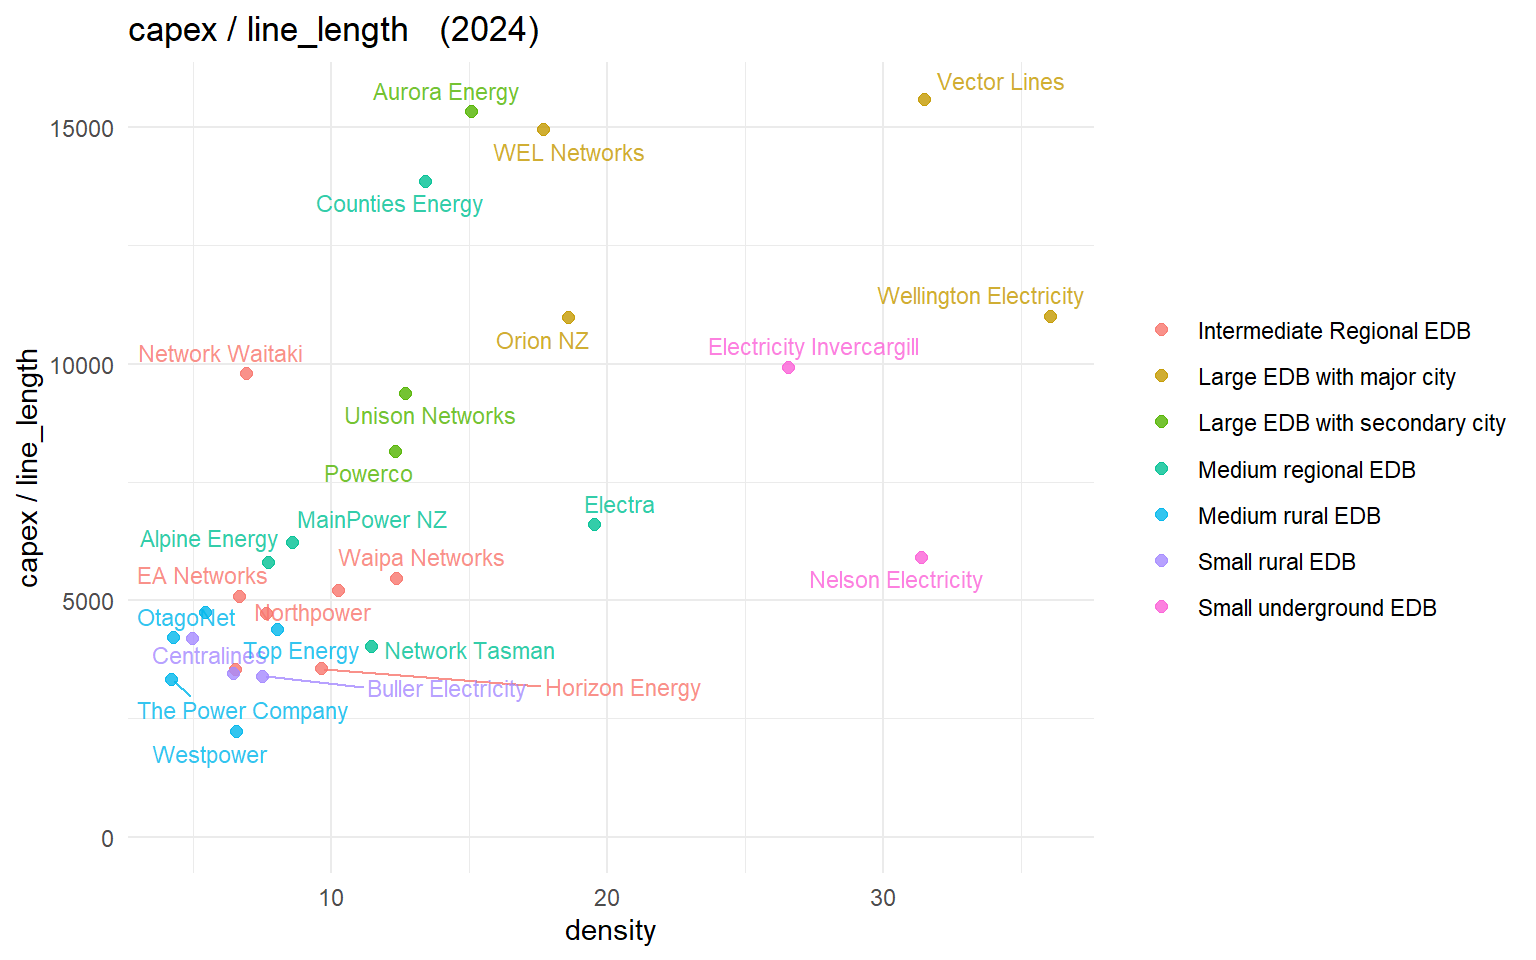 capex / line_length (2024)
Vector Lines
Aurora Energy
15000
WEL Networks
Counties Energy
Wellington Electricity
Orion NZ
Electricity Invercargill
Network Waitaki
10000
Unison Networks
Powerco
Electra
MainPower NZ
Alpine Energy
Waipa Networks
EA Networks
Nelson Electricity
5000
OtagoNet
Northpower
Top Energy
Network Tasman
Centralines
Buller Electricity
Horizon Energy
The Power Company
Westpower
0
10
20
30
density
capex / line_length
Intermediate Regional EDB
Large EDB with major city
Large EDB with secondary city
Medium regional EDB
Medium rural EDB
Small rural EDB
Small underground EDB